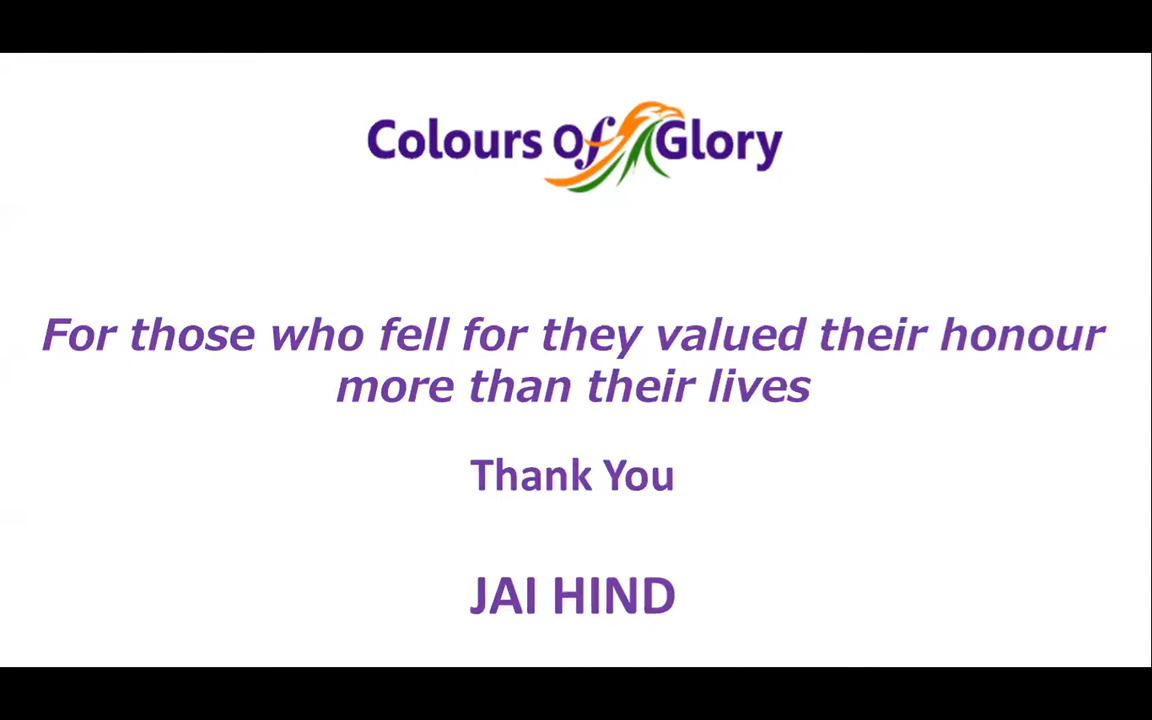 Colours Of Glory
For those who fell for they valued their honour
more than their lives
Thank You
JAI HIND